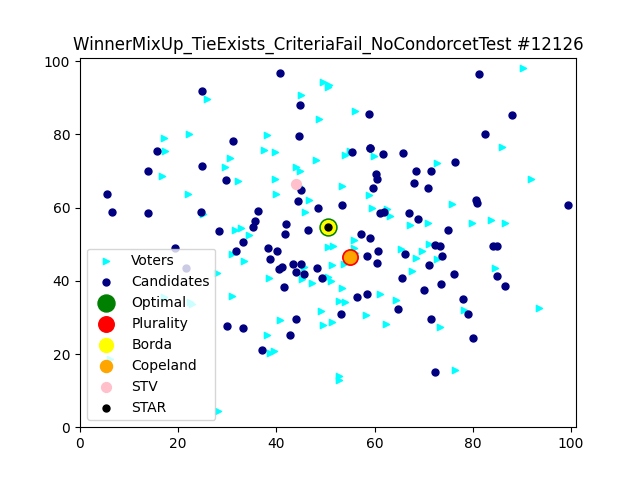 WinnerMixUp_TieExists_CriteriaFail_NoCondorcetTest #12126
100
80
60
40
20
0
Voters
Candidates
Optimal
Plurality
Borda
Copeland
STV
STAR
0 20 40 60 80 100